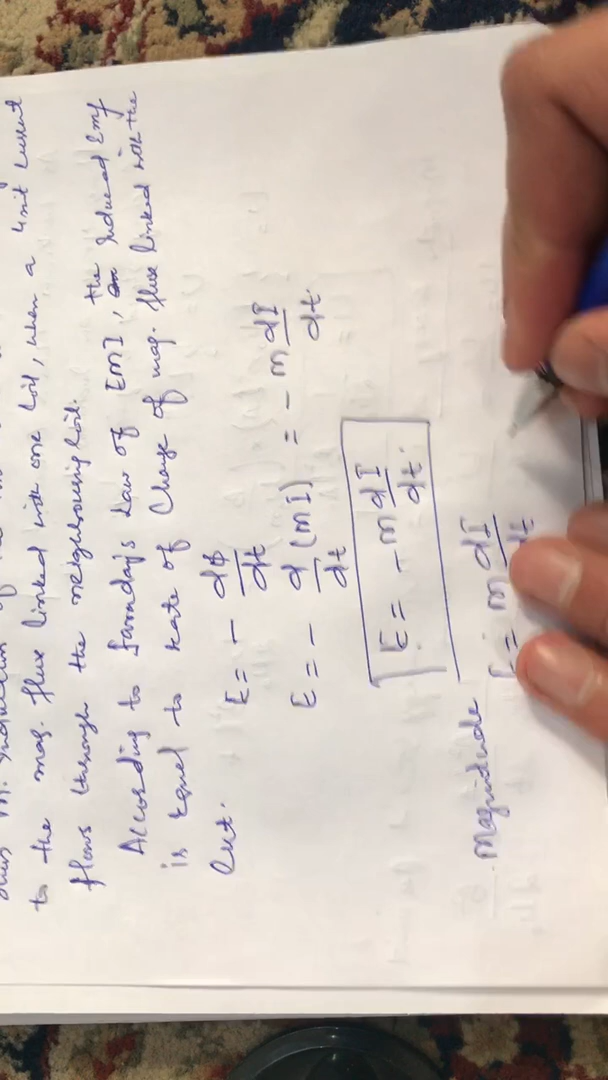 to the mag. flux linked with one coil, when a unit current
flows through the neighbouring coil.
According to faraday's law of [MI], the induced Emf
is equal to rate of change of mag. flux linked with the
E = - dϕ/dt
E = - d/dt (MI) = - M dI/dt
E = - M dI/dt
magnitude
E = M dI/dt